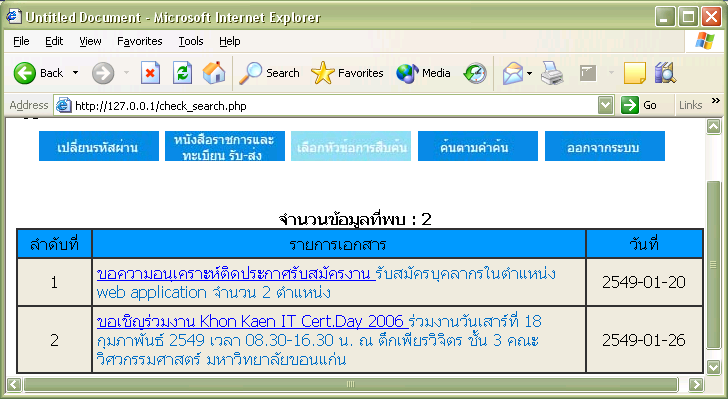 Untitled Document - Microsoft Internet Explorer
File Edit View Favorites Tools Help
Back Search Favorites Media
Address http://127.0.0.1/check_search.php Go Links »
เปลี่ยนรหัสผ่าน
หนังสือราชการและ
ทะเบียน รับ-ส่ง
เลือกหัวข้อการสืบค้น
ค้นตามคำค้น
ออกจากระบบ
จำนวนข้อมูลที่พบ : 2
ลำดับที่ รายการเอกสาร วันที่
1 ขอความอนุเคราะห์ติดประกาศรับสมัครงาน รับสมัครบุคลากรในตำแหน่ง 2549-01-20
web application จำนวน 2 ตำแหน่ง
2 ขอเชิญร่วมงาน Khon Kaen IT Cert.Day 2006 ร่วมงานวันเสาร์ที่ 18 2549-01-26
กุมภาพันธ์ 2549 เวลา 08.30-16.30 น. ณ ตึกเพียรวิจิตร ชั้น 3 คณะ
วิศวกรรมศาสตร์ มหาวิทยาลัยขอนแก่น